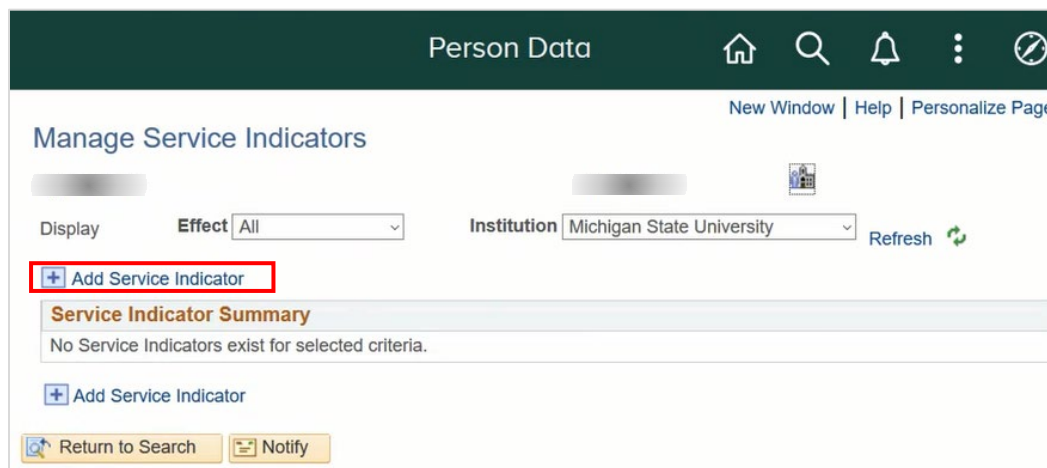 Person Data
New Window | Help | Personalize Page
Manage Service Indicators
Display Effect All Institution Michigan State University Refresh
Add Service Indicator
Service Indicator Summary
No Service Indicators exist for selected criteria.
Add Service Indicator
Return to Search Notify